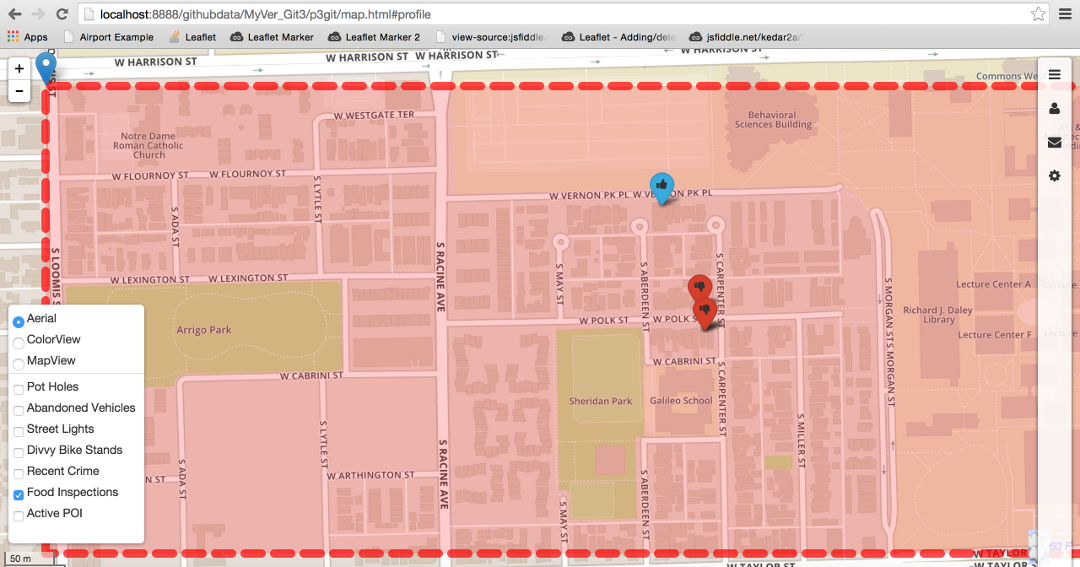 localhost:8888/githubdata/MyVer_Git3/p3git/map.html#profile
Apps
Airport Example
Leaflet
Leaflet Marker
Leaflet Marker 2
view-source:jsfiddle.
Leaflet - Adding/dele
jsfiddle.net/kedar2a/
W HARRISON ST
W HARRISON ST
W HARRISON ST
W HARRISON ST
+
-
Commons We
W WESTGATE TER
Behavioral
Sciences Building
Notre Dame
Roman Catholic
Church
W FLOURNOY ST
W FLOURNOY ST
S LYTLE ST
S ADA ST
W VERNON PK PL
W VERNON PK PL
S LOOMIS
S RACINE AVE
S MAY ST
S ABERDEEN ST
S CARPENTER ST
W LEXINGTON ST
W LEXINGTON ST
S MORGAN ST
S MORGAN ST
Lecture Center A
Lecture
Richard J. Daley
Library
Lecture Center F
Lecture
W POLK ST
W POLK S
Arrigo Park
W CABRINI ST
W CABRINI ST
Sheridan Park
Galileo School
S CARPENTER ST
S MILLER ST
S LYTLE ST
S RACINE AVE
S ADA ST
W ARTHINGTON ST
N ST
S MAY ST
S ABERDEEN ST
Aerial
ColorView
MapView
Pot Holes
Abandoned Vehicles
Street Lights
Divvy Bike Stands
Recent Crime
Food Inspections
Active POI
50 m
63 F
W TAYLOR
W TAYLOR ST
W TAYLOR